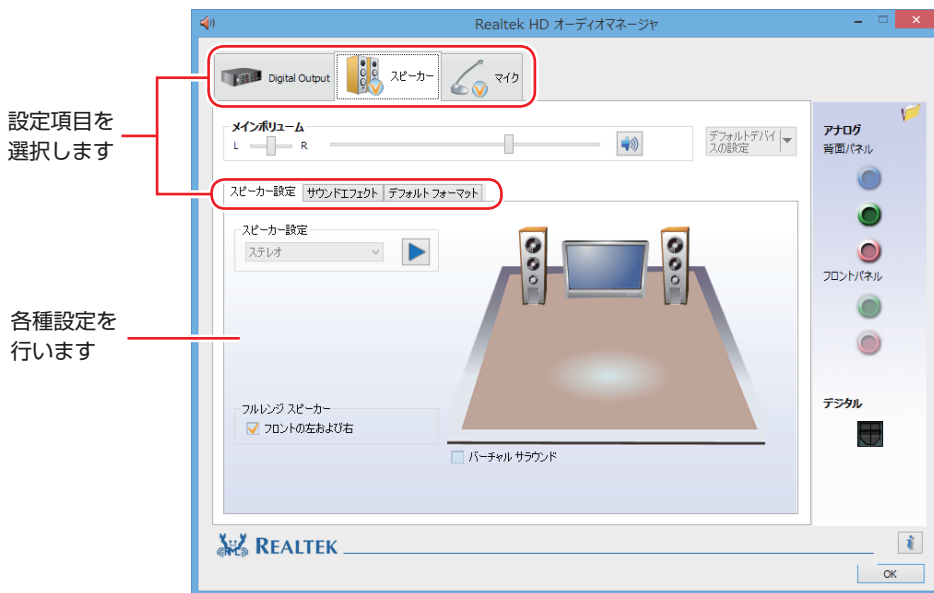 Realtek HD オーディオマネージャ
設定項目を
選択します
Digital Output
スピーカー
マイク
メインボリューム
L
R
デフォルトデバイ
スの設定
スピーカー設定
サウンドエフェクト
デフォルト フォーマット
スピーカー設定
ステレオ
各種設定を
行います
フルレンジ スピーカー
フロントの左および右
バーチャル サラウンド
アナログ
背面パネル
フロントパネル
デジタル
REALTEK
i
OK